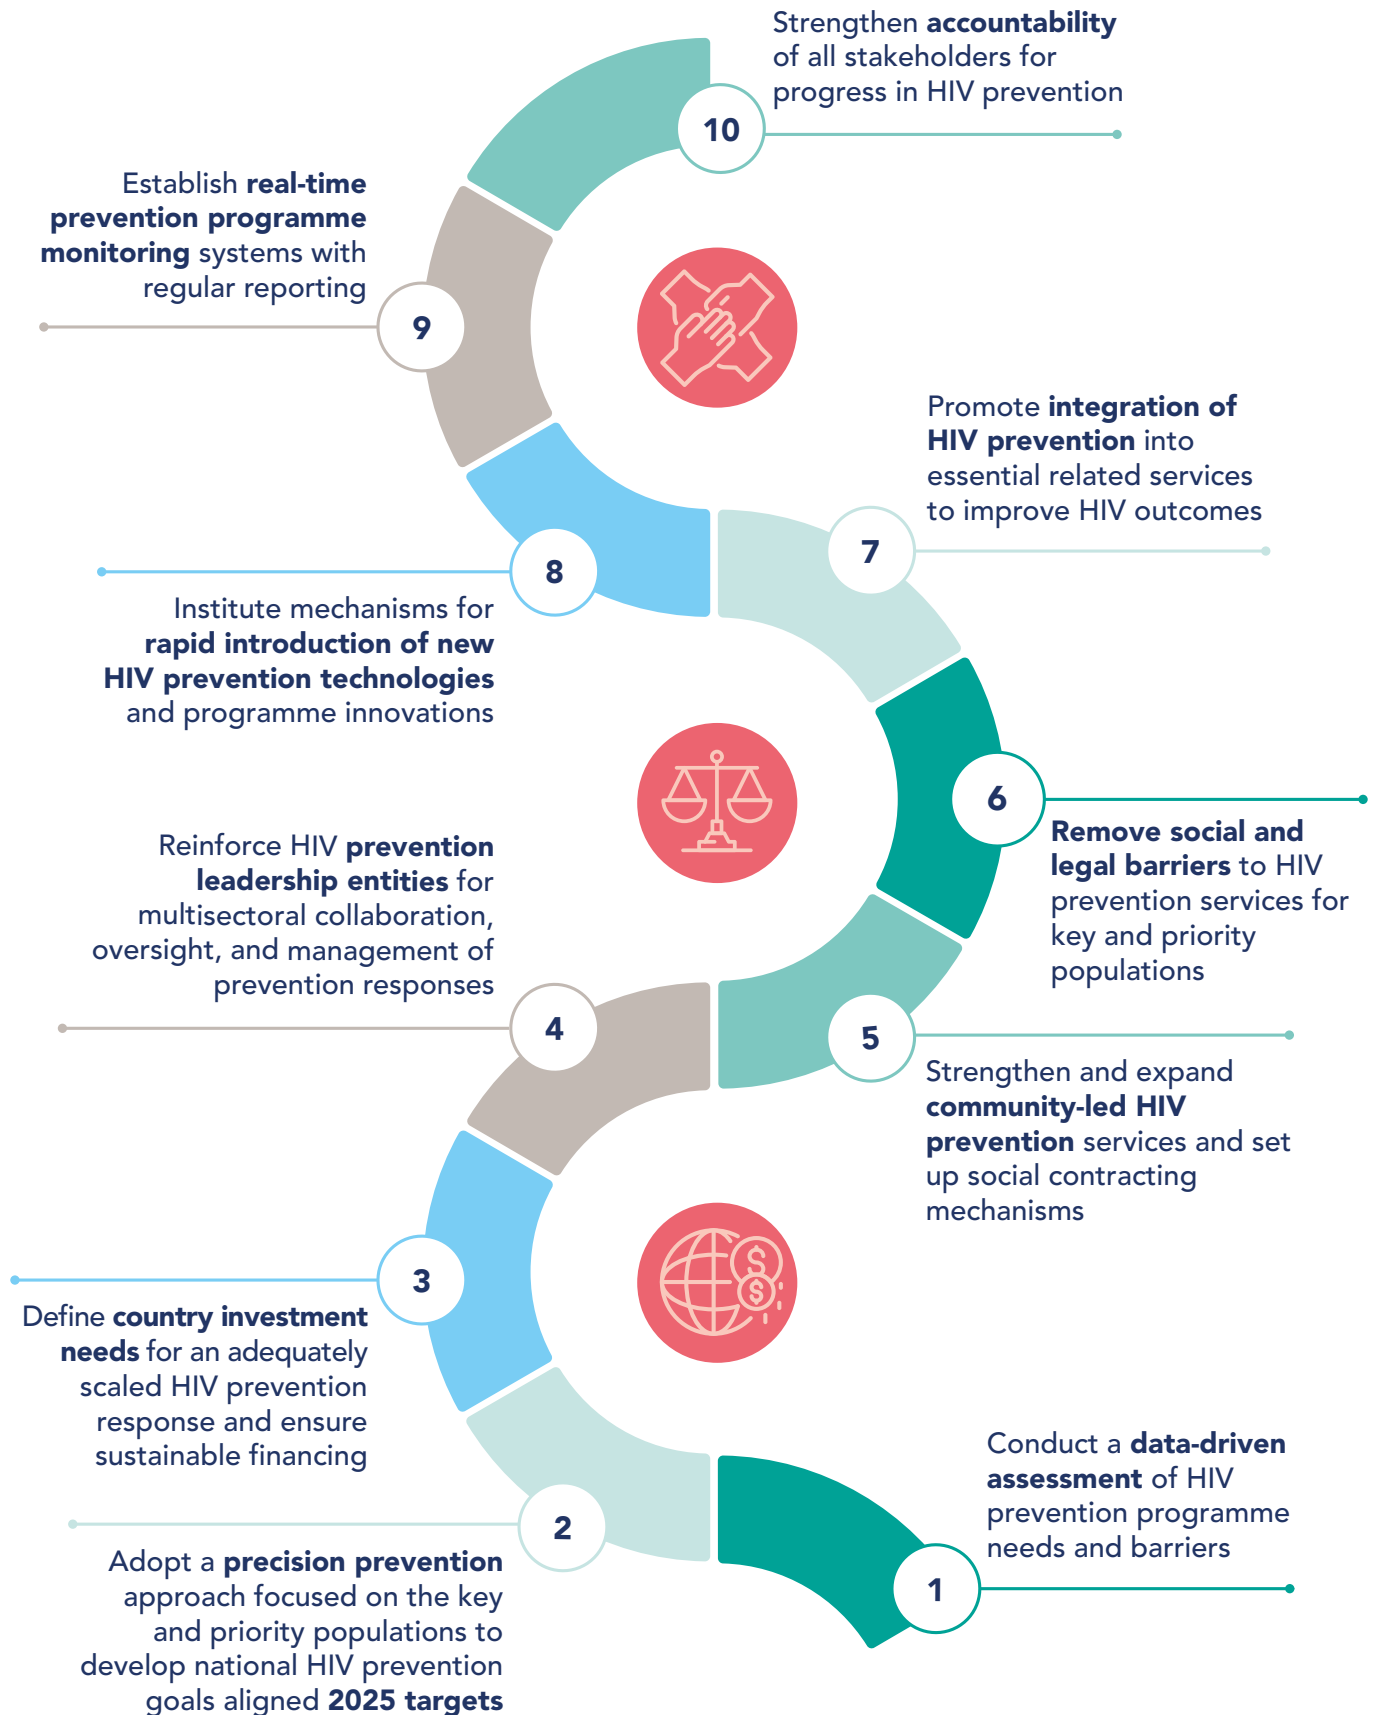 Strengthen accountability
of all stakeholders for
progress in HIV prevention
10
Establish real-time
prevention programme
monitoring systems with
regular reporting
9
Promote integration of
HIV prevention into
essential related services
to improve HIV outcomes
7
8
Institute mechanisms for
rapid introduction of new
HIV prevention technologies
and programme innovations
6
Remove social and
legal barriers to HIV
prevention services for
key and priority
populations
Reinforce HIV prevention
leadership entities for
multisectoral collaboration,
oversight, and management of
prevention responses
4
5
Strengthen and expand
community-led HIV
prevention services and set
up social contracting
mechanisms
3
Define country investment
needs for an adequately
scaled HIV prevention
response and ensure
sustainable financing
$
$
Conduct a data-driven
assessment of HIV
prevention programme
needs and barriers
1
2
Adopt a precision prevention
approach focused on the key
and priority populations to
develop national HIV prevention
goals aligned 2025 targets